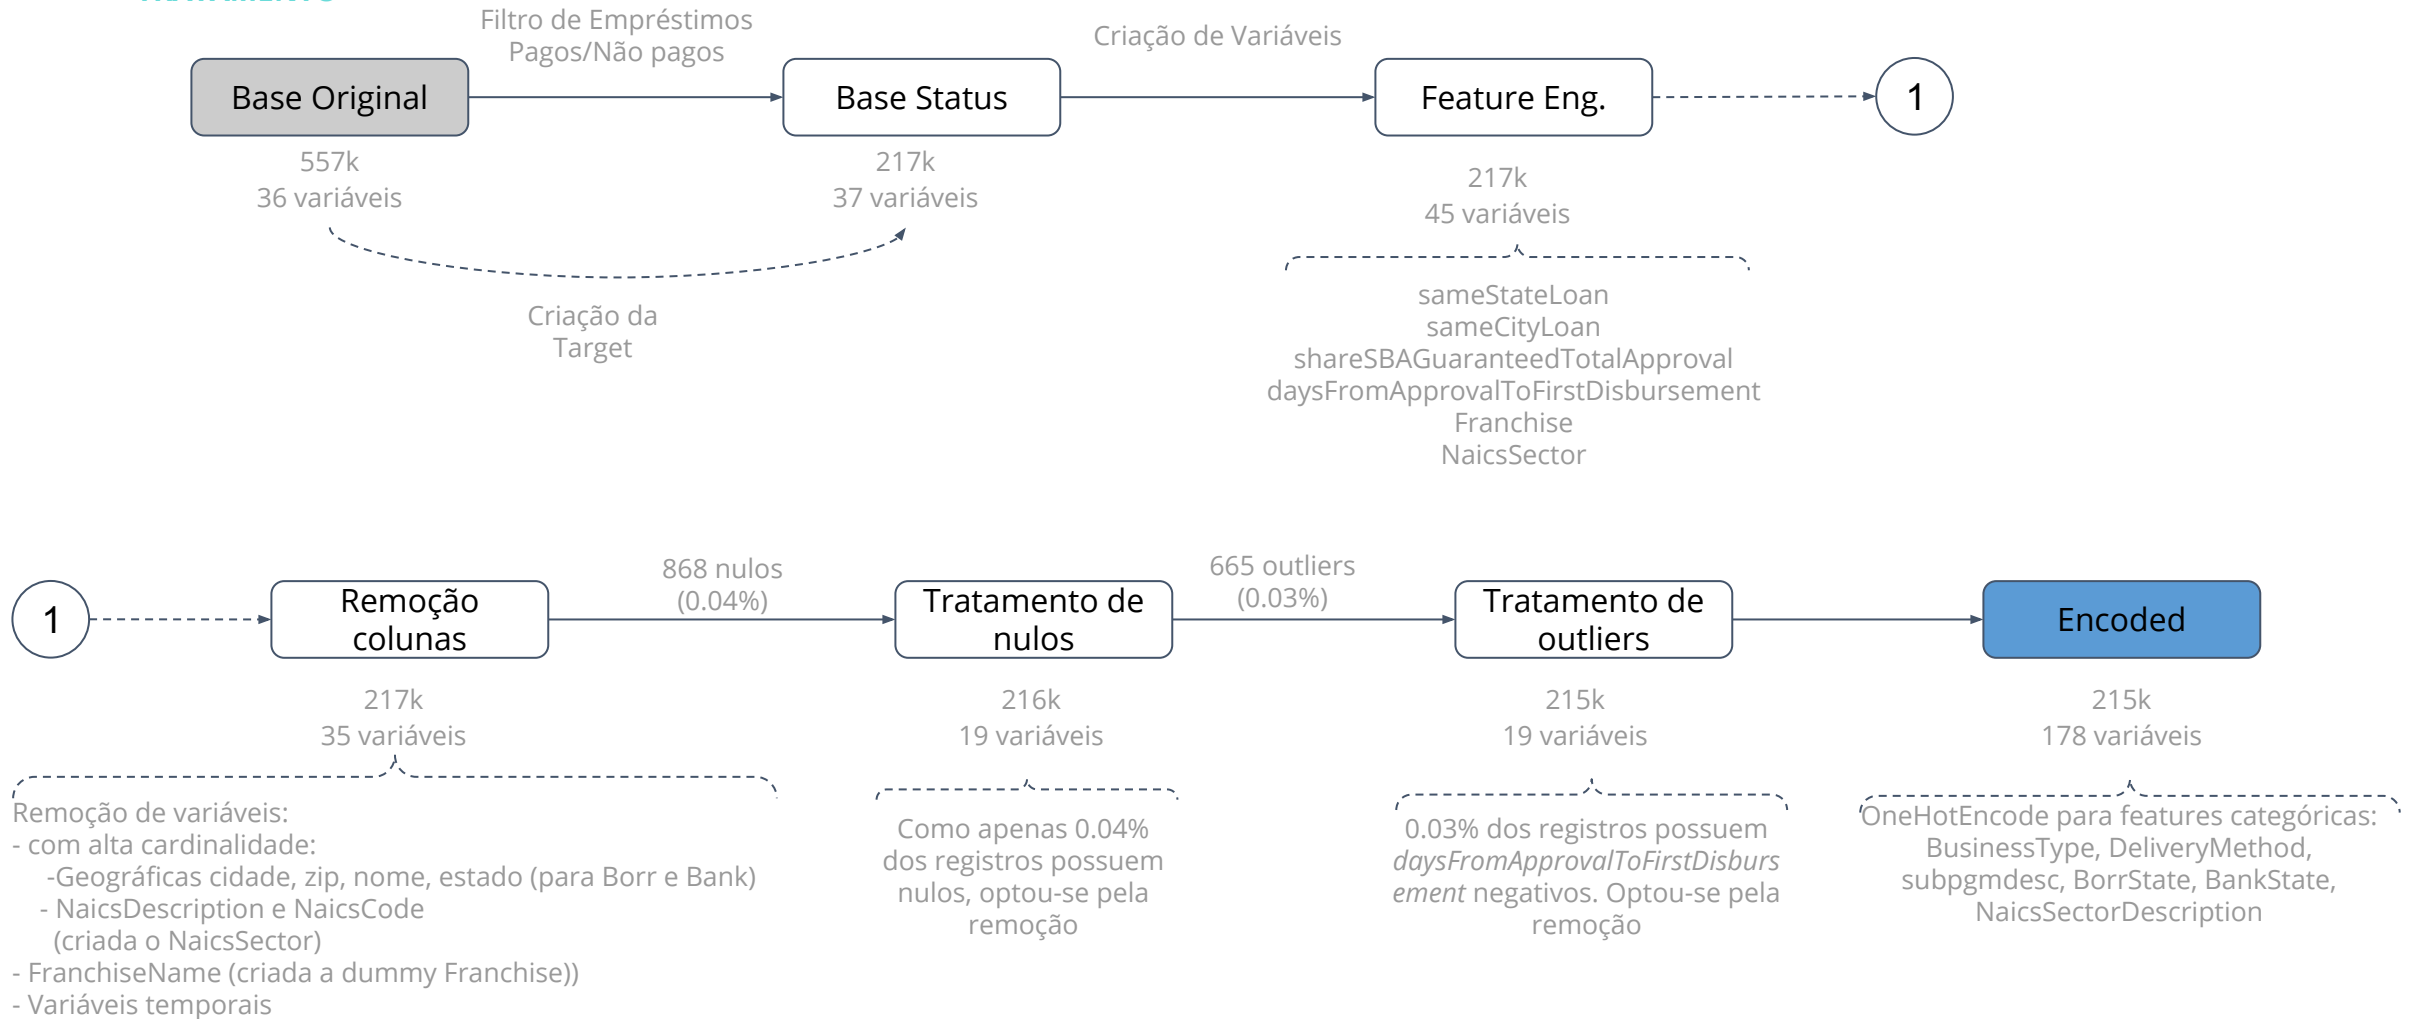 Filtro de Empréstimos
Pagos/Não pagos
Criação de Variáveis
Base Original
Base Status
Feature Eng.
1
557k
36 variáveis
217k
37 variáveis
217k
45 variáveis
Criação da
Target
sameStateLoan
sameCityLoan
shareSBAGuaranteedTotalApproval
daysFromApprovalToFirstDisbursement
Franchise
NaicsSector
1
Remoção
colunas
868 nulos
(0.04%)
Tratamento de
nulos
665 outliers
(0.03%)
Tratamento de
outliers
Encoded
217k
35 variáveis
216k
19 variáveis
215k
19 variáveis
215k
178 variáveis
Remoção de variáveis:
- com alta cardinalidade:
-Geográficas cidade, zip, nome, estado (para Borr e Bank)
- NaicsDescription e NaicsCode
(criada o NaicsSector)
- FranchiseName (criada a dummy Franchise))
- Variáveis temporais
Como apenas 0.04%
dos registros possuem
nulos, optou-se pela
remoção
0.03% dos registros possuem
daysFromApprovalToFirstDisburs
ement negativos. Optou-se pela
remoção
OneHotEncode para features categóricas:
BusinessType, DeliveryMethod,
subpgmdesc, BorrState, BankState,
NaicsSectorDescription